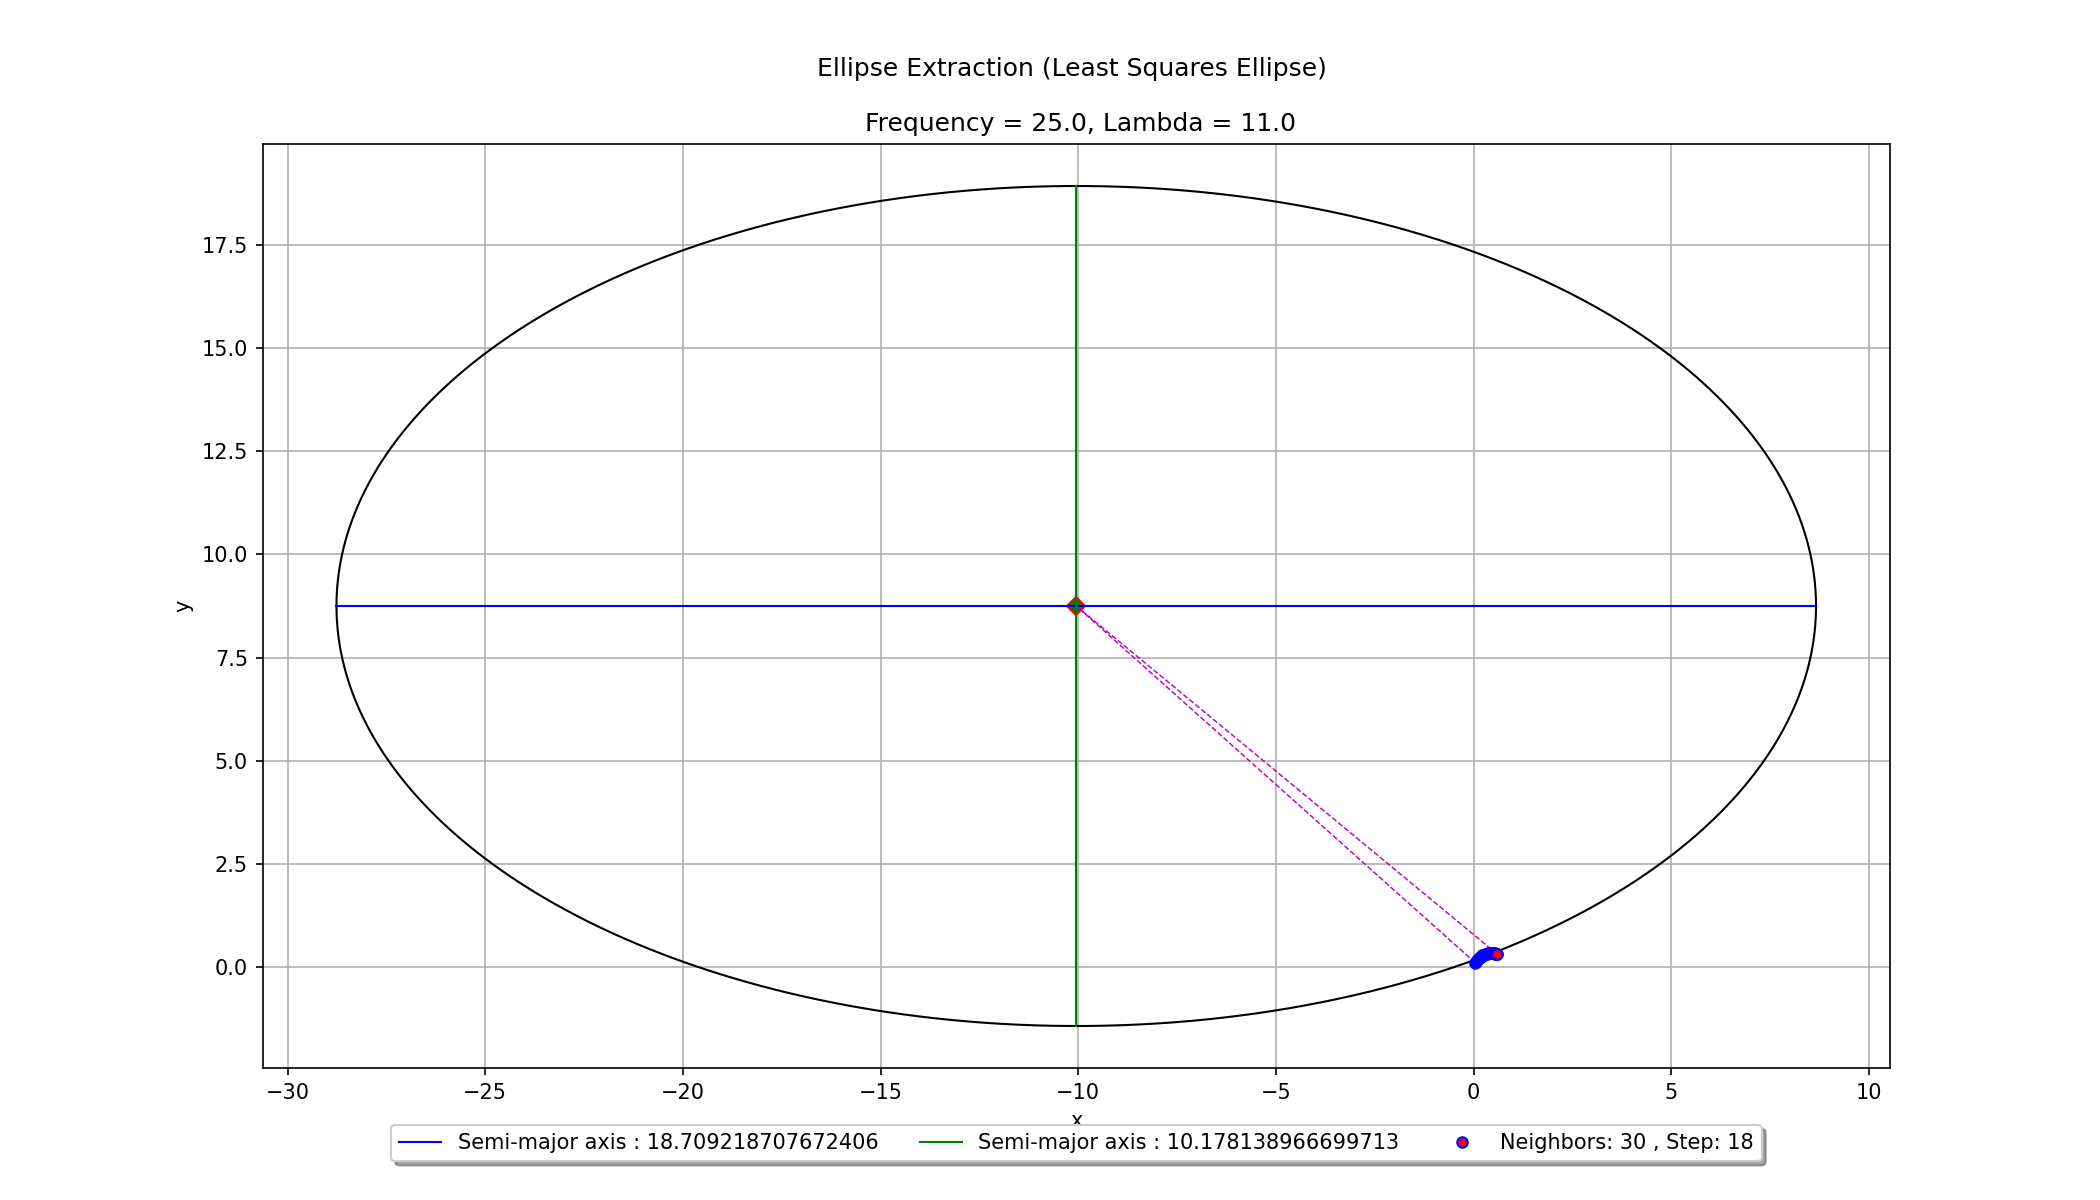 Ellipse Extraction (Least Squares Ellipse)
Frequency = 25.0, Lambda = 11.0
17.5
15.0
12.5
10.0
7.5
5.0
2.5
0.0
y
−30 −25 −20 −15 −10 −5 0 5 10
x
Semi-major axis : 18.709218707672406 Semi-major axis : 10.178138966699713 Neighbors: 30 , Step: 18